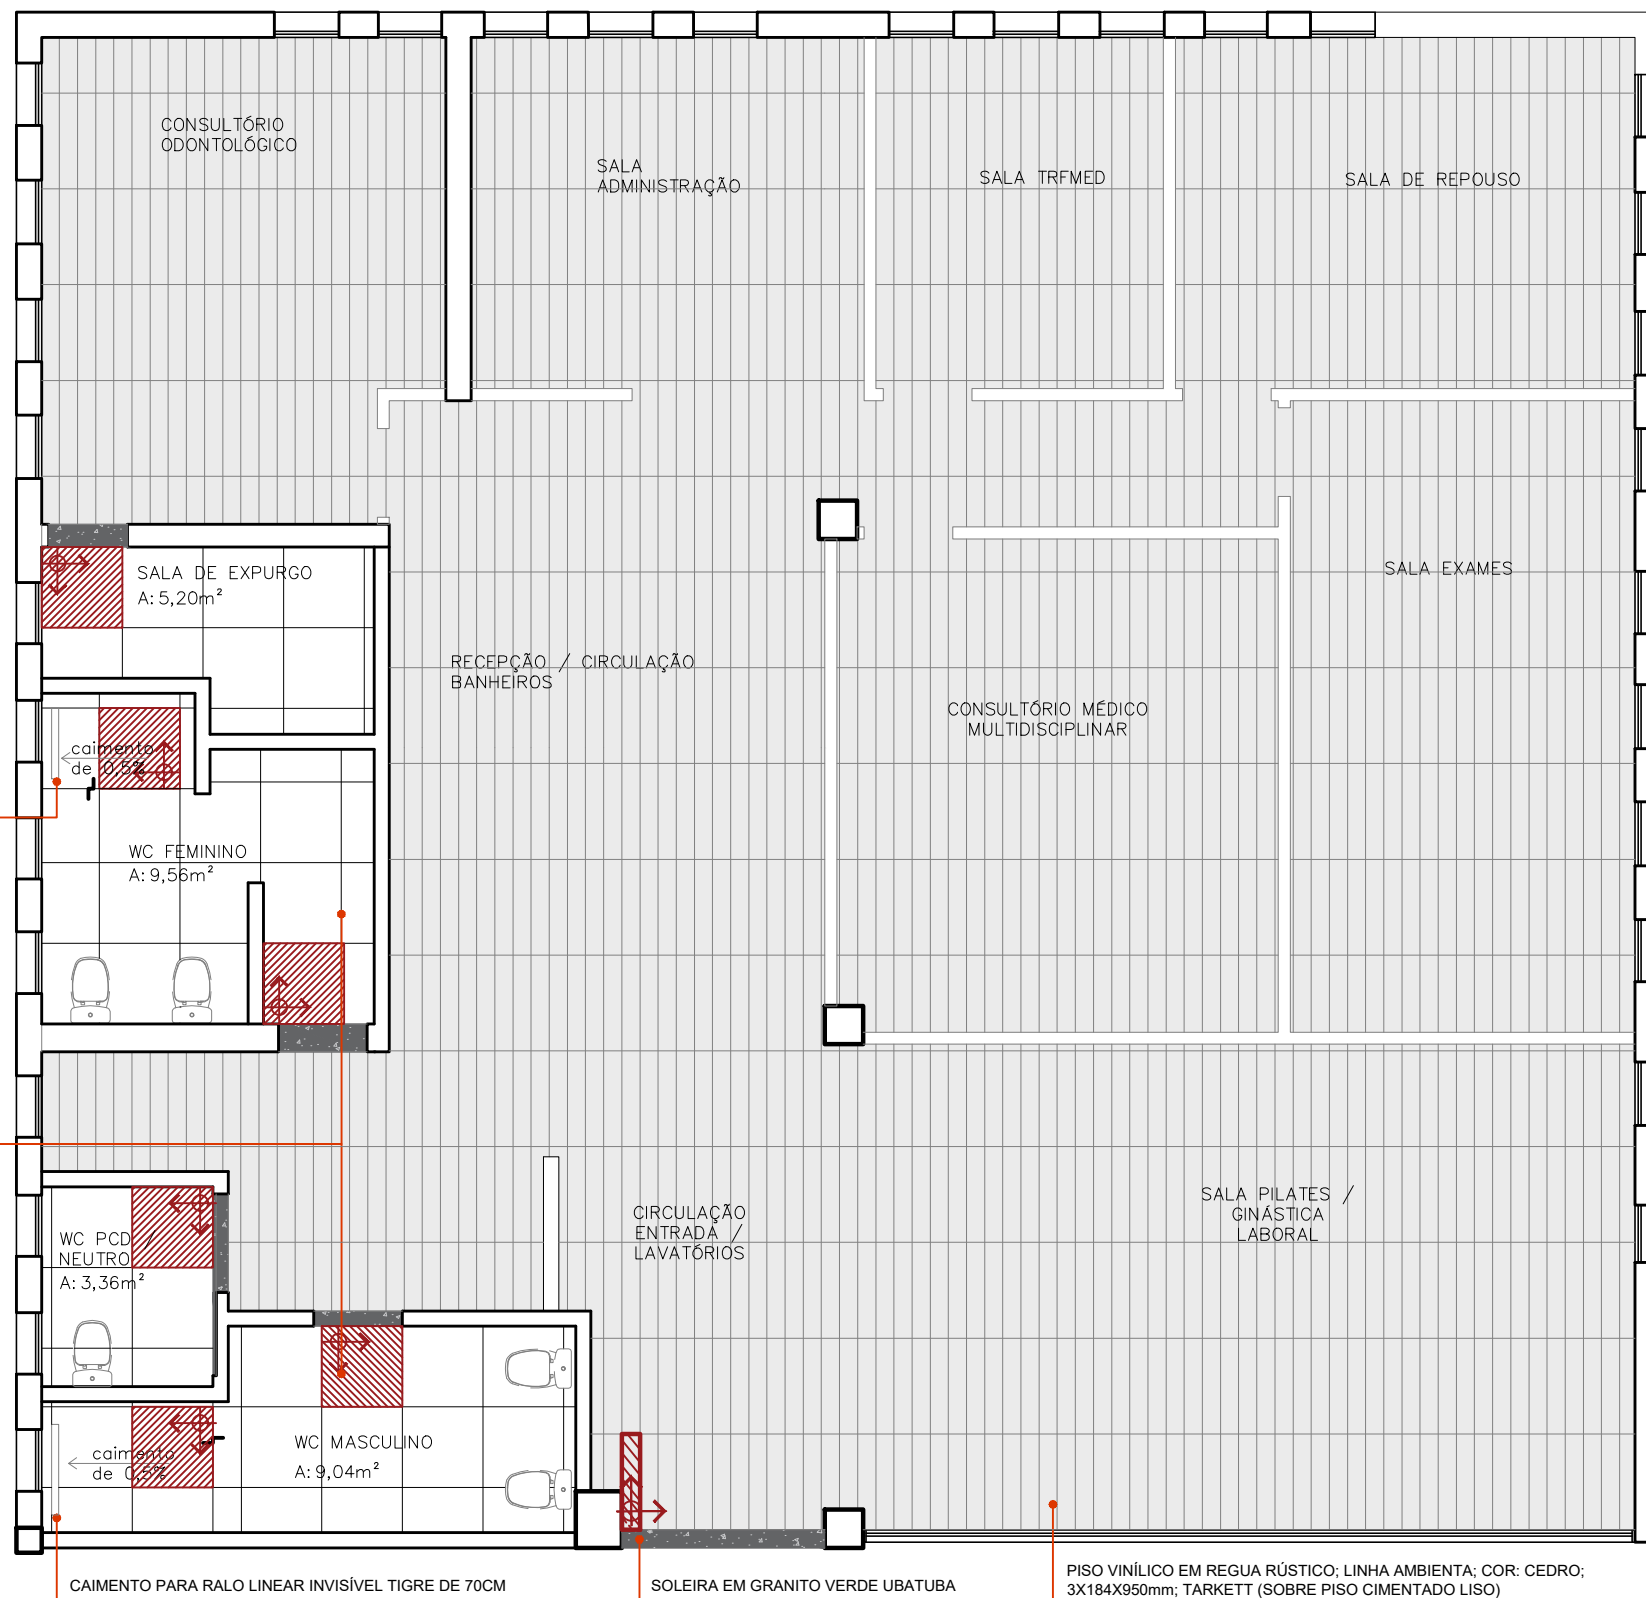 CONSULTÓRIO
ODONTOLÓGICO
SALA
ADMINISTRAÇÃO
SALA TRFMED
SALA DE REPOUSO
SALA DE EXPURGO
A: 5,20m²
SALA EXAMES
RECEPÇÃO / CIRCULAÇÃO
BANHEIROS
CONSULTÓRIO MÉDICO
MULTIDISCIPLINAR
caimento
de 0,5%
WC FEMININO
A: 9,56m²
WC PCD /
NEUTRO
A: 3,36m²
CIRCULAÇÃO
ENTRADA /
LAVATÓRIOS
SALA PILATES /
GINÁSTICA
LABORAL
caimento
de 0,5%
WC MASCULINO
A: 9,04m²
CAIMENTO PARA RALO LINEAR INVISÍVEL TIGRE DE 70CM
SOLEIRA EM GRANITO VERDE UBATUBA
PISO VINÍLICO EM REGUA RÚSTICO; LINHA AMBIENTA; COR: CEDRO;
3X184X950mm; TARKETT (SOBRE PISO CIMENTADO LISO)